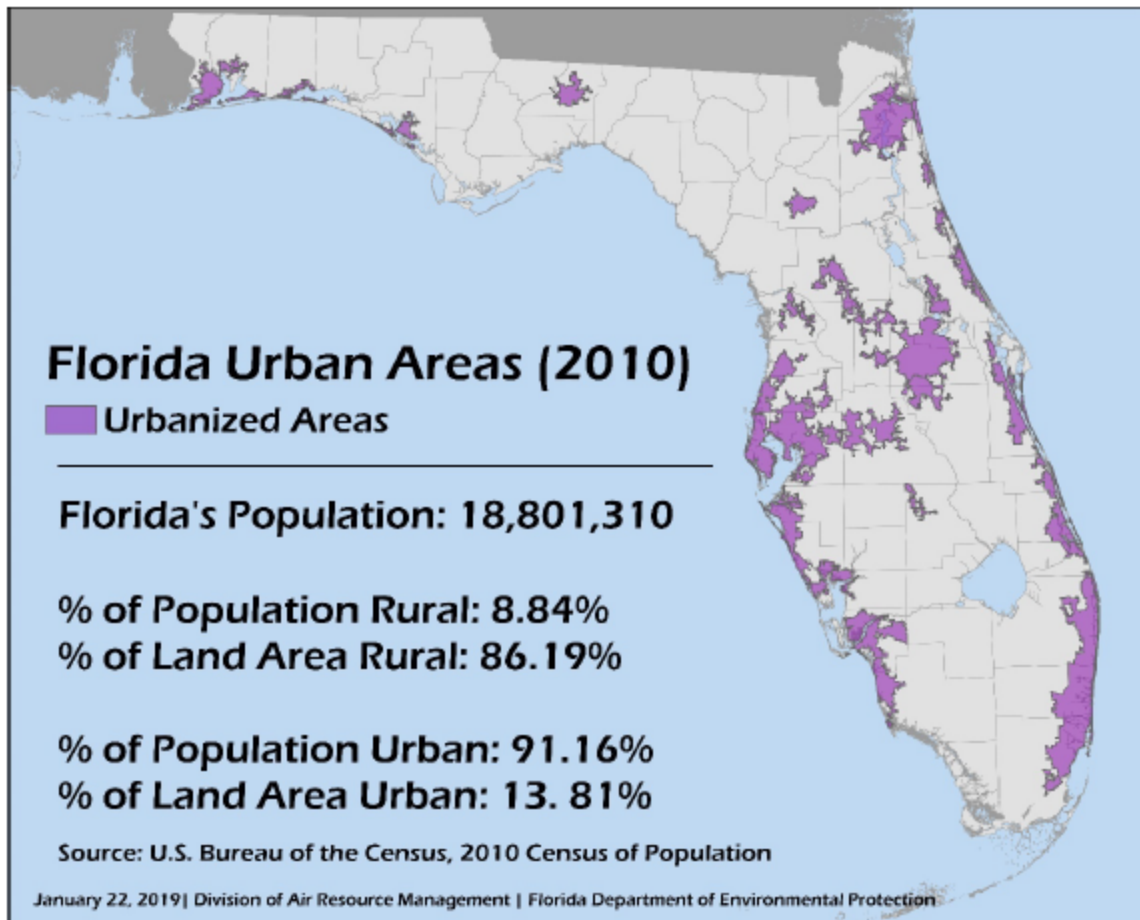 Florida Urban Areas (2010)
Urbanized Areas
Florida's Population: 18,801,310
% of Population Rural: 8.84%
% of Land Area Rural: 86.19%
% of Population Urban: 91.16%
% of Land Area Urban: 13. 81%
Source: U.S. Bureau of the Census, 2010 Census of Population
January 22, 2019| Division of Air Resource Management | Florida Department of Environmental Protection